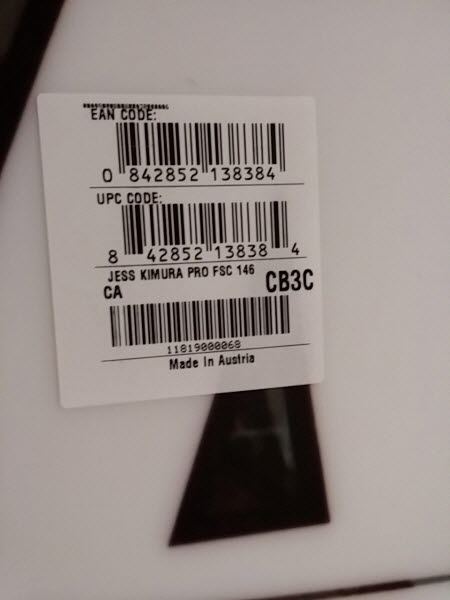 EAN CODE:
0 842852 138384
UPC CODE:
8 42852 13838 4
JESS KIMURA PRO FSC 146
CA CB3C
11819000068
Made In Austria